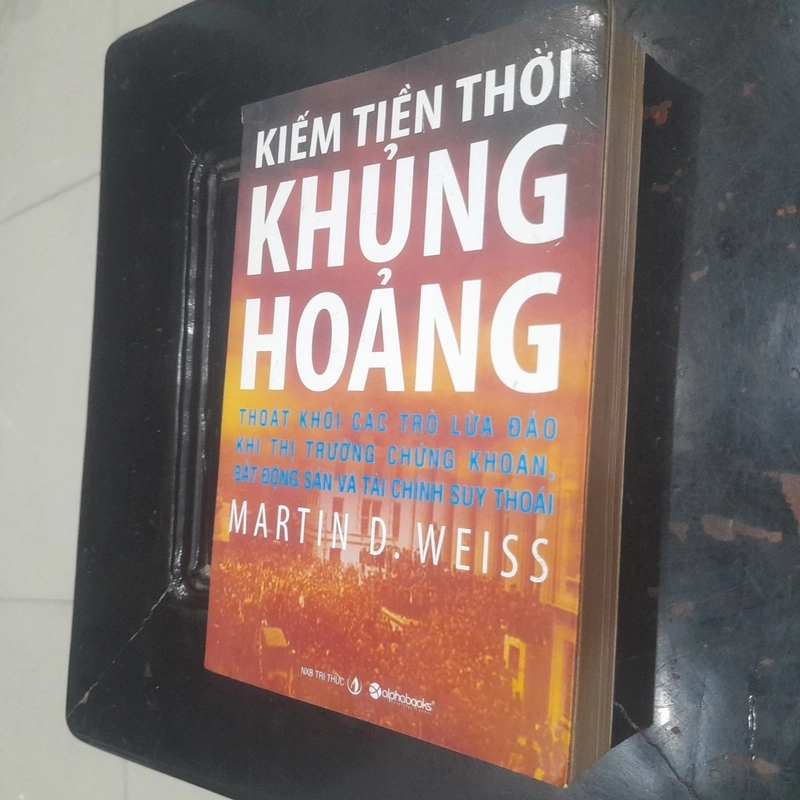 KIẾM TIỀN THỜI
KHỦNG
HOẢNG
THOÁT KHỎI CÁC TRÒ LỪA ĐẢO
KHI THỊ TRƯỜNG CHỨNG KHOÁN,
BẤT ĐỘNG SẢN VÀ TÀI CHÍNH SUY THOÁI
MARTIN D. WEISS
NXB TRI THỨC
alphabooks®